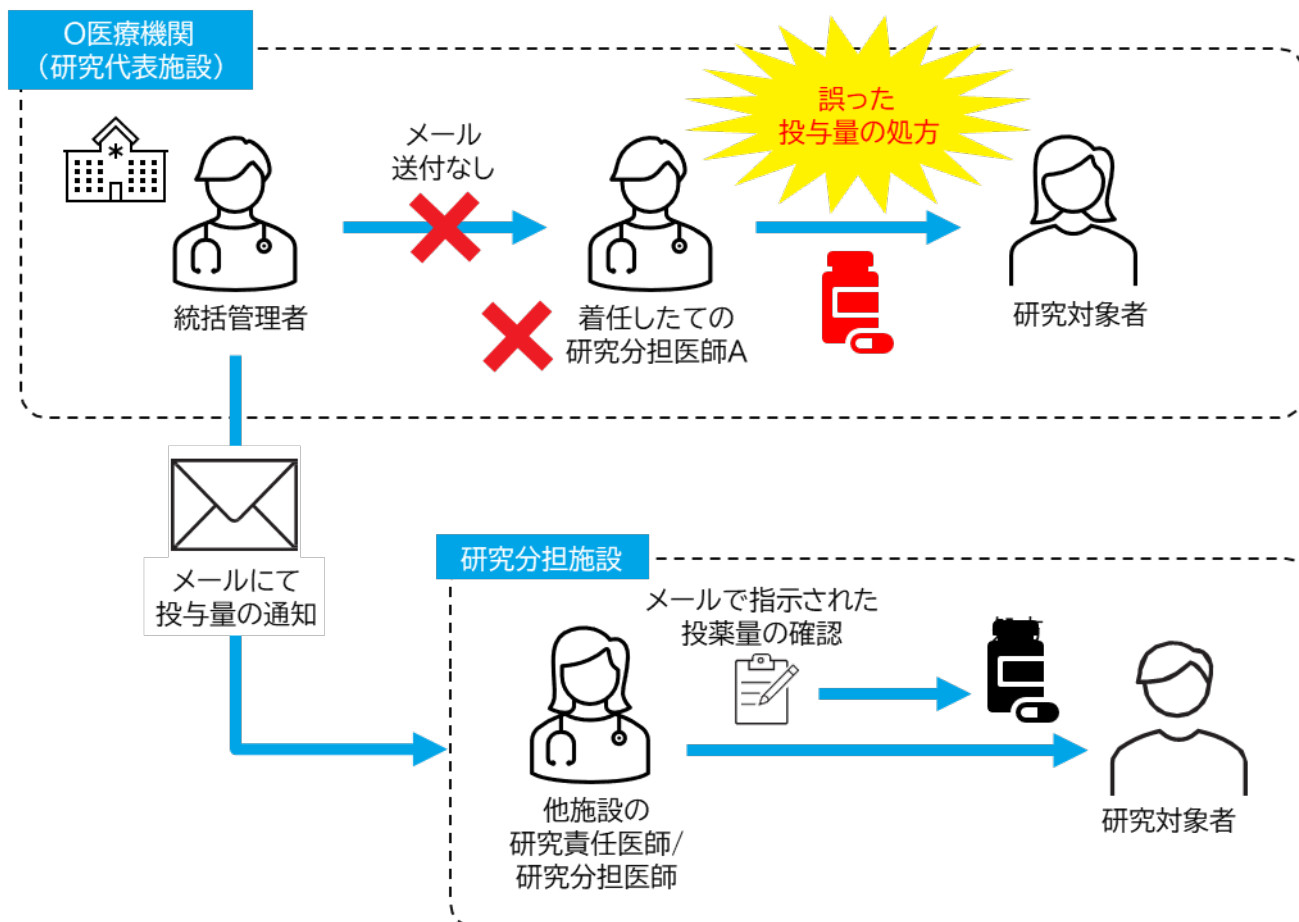 O医療機関
（研究代表施設）
メール
送付なし
誤った
投与量の処方
統括管理者
着任したての
研究分担医師A
研究対象者
メールにて
投与量の通知
研究分担施設
メールで指示された
投薬量の確認
他施設の
研究責任医師/
研究分担医師
研究対象者